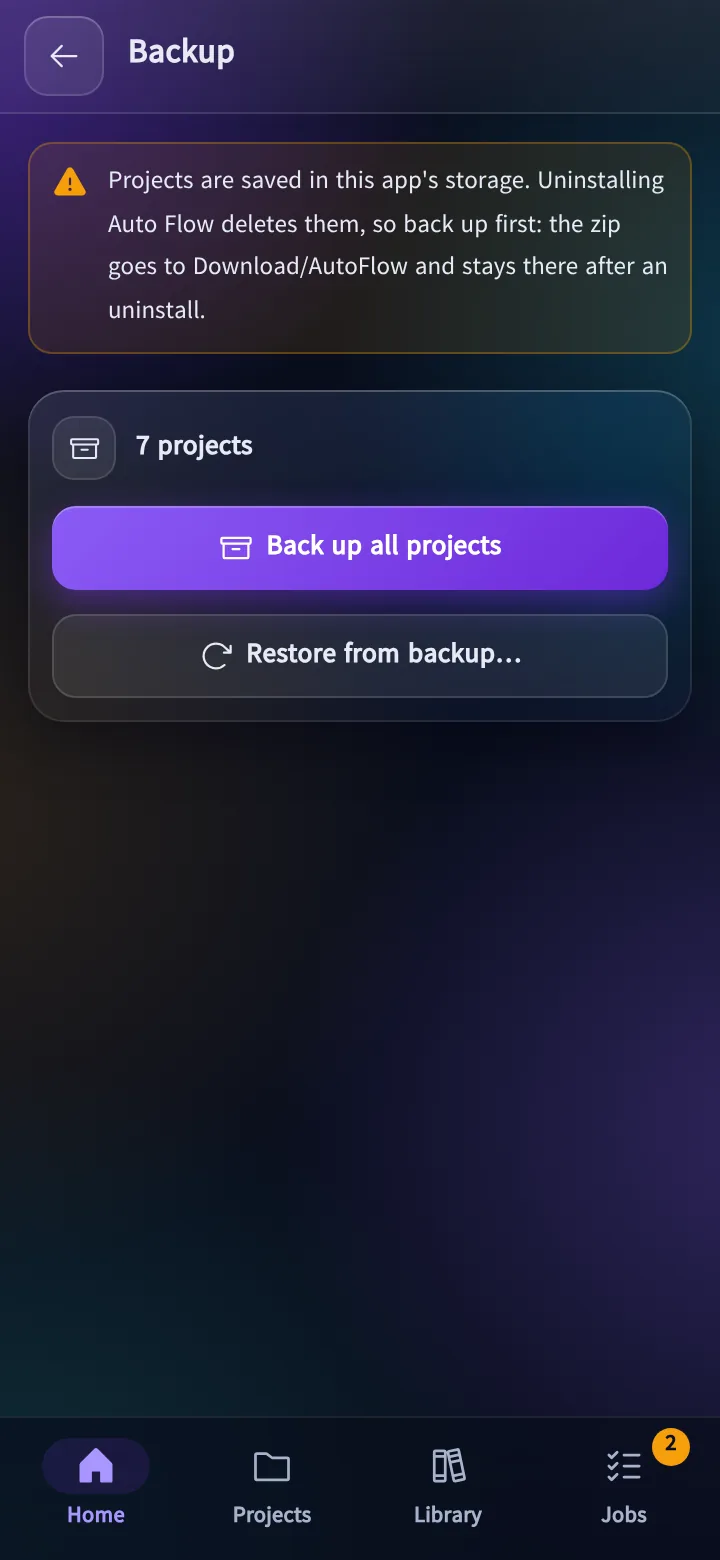 Backup
Projects are saved in this app's storage. Uninstalling
Auto Flow deletes them, so back up first: the zip
goes to Download/AutoFlow and stays there after an
uninstall.
7 projects
Back up all projects
Restore from backup…
2
Home
Projects
Library
Jobs